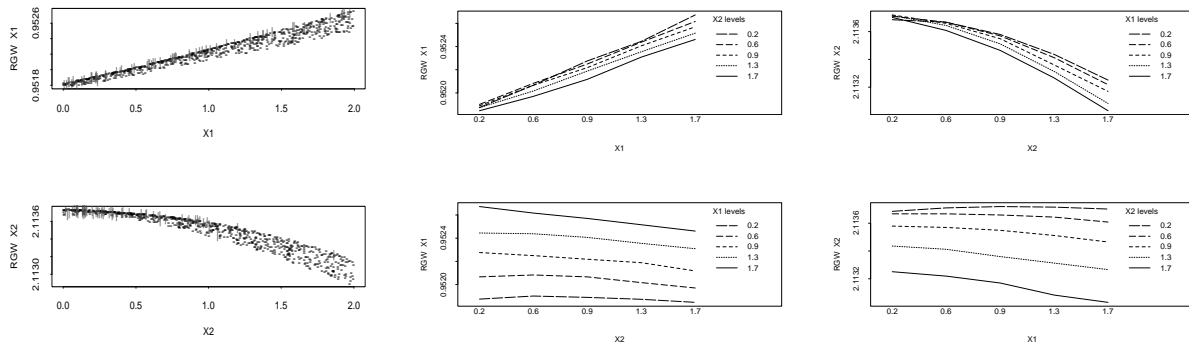 RGW X1
0.9518 0.9526
0.0 0.5 1.0 1.5 2.0
X1
RGW X1
0.9520 0.9524
X2 levels
0.2
0.6
0.9
1.3
1.7
0.2 0.6 0.9 1.3 1.7
X1
RGW X2
2.1132 2.1136
X1 levels
0.2
0.6
0.9
1.3
1.7
0.2 0.6 0.9 1.3 1.7
X2
RGW X2
2.1130 2.1136
0.0 0.5 1.0 1.5 2.0
X2
RGW X1
0.9520 0.9524
X1 levels
0.2
0.6
0.9
1.3
1.7
0.2 0.6 0.9 1.3 1.7
X2
RGW X2
2.1132 2.1136
X2 levels
0.2
0.6
0.9
1.3
1.7
0.2 0.6 0.9 1.3 1.7
X1